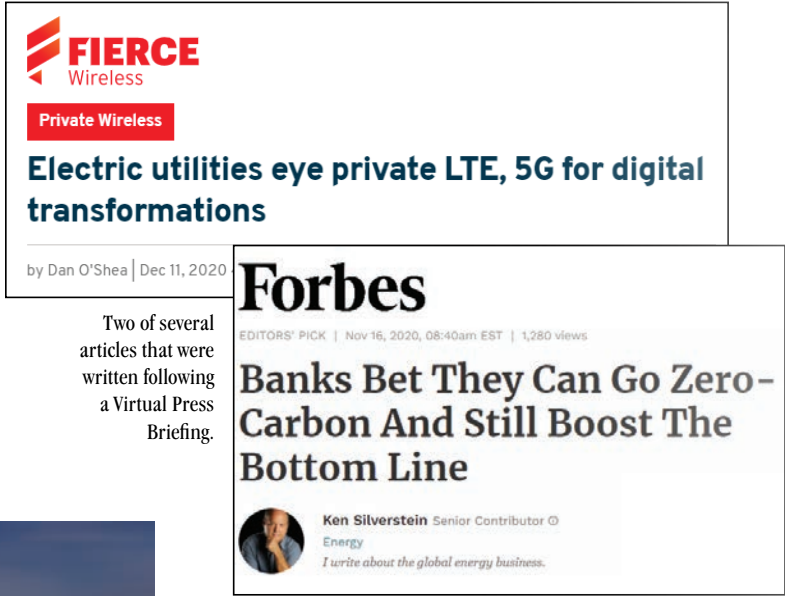 FIERCE
Wireless
Private Wireless
Electric utilities eye private LTE, 5G for digital
transformations
by Dan O'Shea | Dec 11, 2020
Two of several
articles that were
written following
a Virtual Press
Briefing.
Forbes
EDITORS' PICK | Nov 16, 2020, 08:40am EST | 1,280 views
Banks Bet They Can Go Zero-
Carbon And Still Boost The
Bottom Line
Ken Silverstein Senior Contributor
Energy
I write about the global energy business.